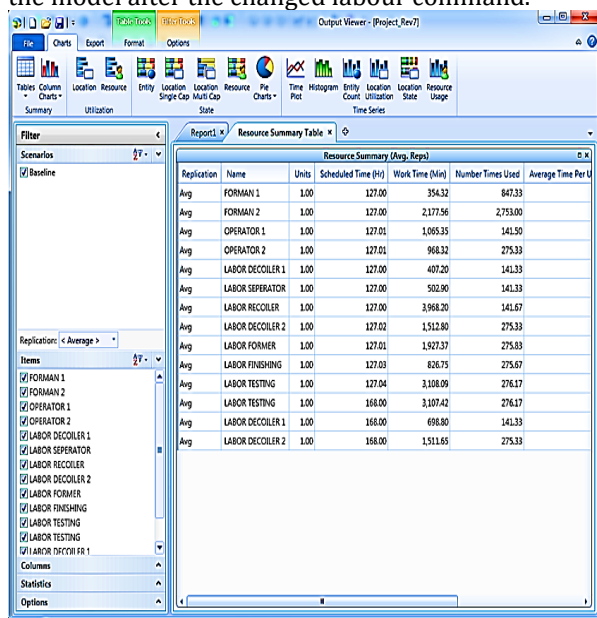 the model after the changed labour command.
Table Tools Filter Tools Output Viewer - [Project_Rev7]
File Charts Export Format Options
Tables Column Charts Location Resource Entity Location Single Cap Location Multi Cap Resource Pie Charts Time Plot Histogram Entity Count Location Utilization Location State Resource Usage
Summary Utilization State Time Series
Filter
Report1 Resource Summary Table
Scenarios
Baseline
Replication: < Average >
Items
FORMAN 1
FORMAN 2
OPERATOR 1
OPERATOR 2
LABOR DECOILER 1
LABOR SEPERATOR
LABOR RECOILER
LABOR DECOILER 2
LABOR FORMER
LABOR FINISHING
LABOR TESTING
LABOR TESTING
LABOR DECOILER 1
Columns
Statistics
Options
Resource Summary (Avg. Reps)
Replication Name Units Scheduled Time (Hr) Work Time (Min) Number Times Used Average Time Per U
Avg FORMAN 1 1.00 127.00 354.32 847.33
Avg FORMAN 2 1.00 127.00 2,177.56 2,753.00
Avg OPERATOR 1 1.00 127.01 1,065.35 141.50
Avg OPERATOR 2 1.00 127.01 968.32 275.33
Avg LABOR DECOILER 1 1.00 127.00 407.20 141.33
Avg LABOR SEPERATOR 1.00 127.00 502.90 141.33
Avg LABOR RECOILER 1.00 127.00 3,968.20 141.67
Avg LABOR DECOILER 2 1.00 127.02 1,512.80 275.33
Avg LABOR FORMER 1.00 127.01 1,927.37 275.83
Avg LABOR FINISHING 1.00 127.03 826.75 275.67
Avg LABOR TESTING 1.00 127.04 3,108.09 276.17
Avg LABOR TESTING 1.00 168.00 3,107.42 276.17
Avg LABOR DECOILER 1 1.00 168.00 698.80 141.33
Avg LABOR DECOILER 2 1.00 168.00 1,511.65 275.33